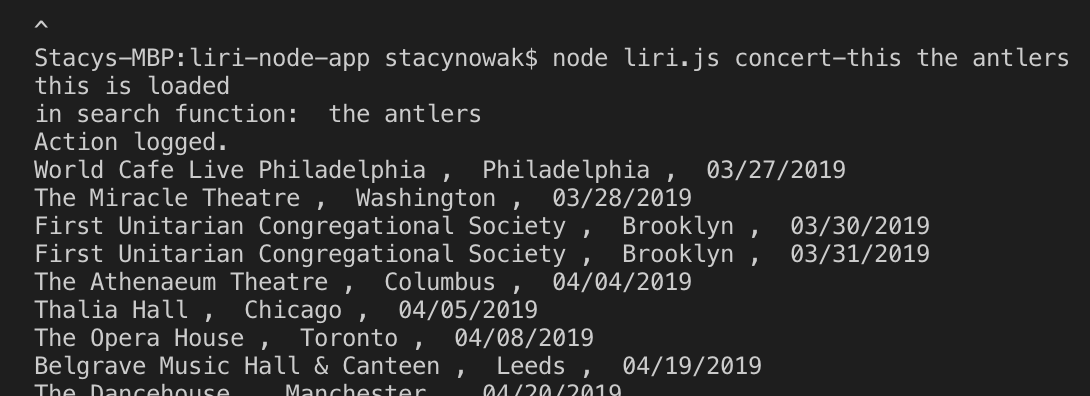 ^
Stacys-MBP:liri-node-app stacynowak$ node liri.js concert-this the antlers
this is loaded
in search function:  the antlers
Action logged.
World Cafe Live Philadelphia ,  Philadelphia ,  03/27/2019
The Miracle Theatre ,  Washington ,  03/28/2019
First Unitarian Congregational Society ,  Brooklyn ,  03/30/2019
First Unitarian Congregational Society ,  Brooklyn ,  03/31/2019
The Athenaeum Theatre ,  Columbus ,  04/04/2019
Thalia Hall ,  Chicago ,  04/05/2019
The Opera House ,  Toronto ,  04/08/2019
Belgrave Music Hall & Canteen ,  Leeds ,  04/19/2019
The Dancehouse    Manchester    04/20/2019